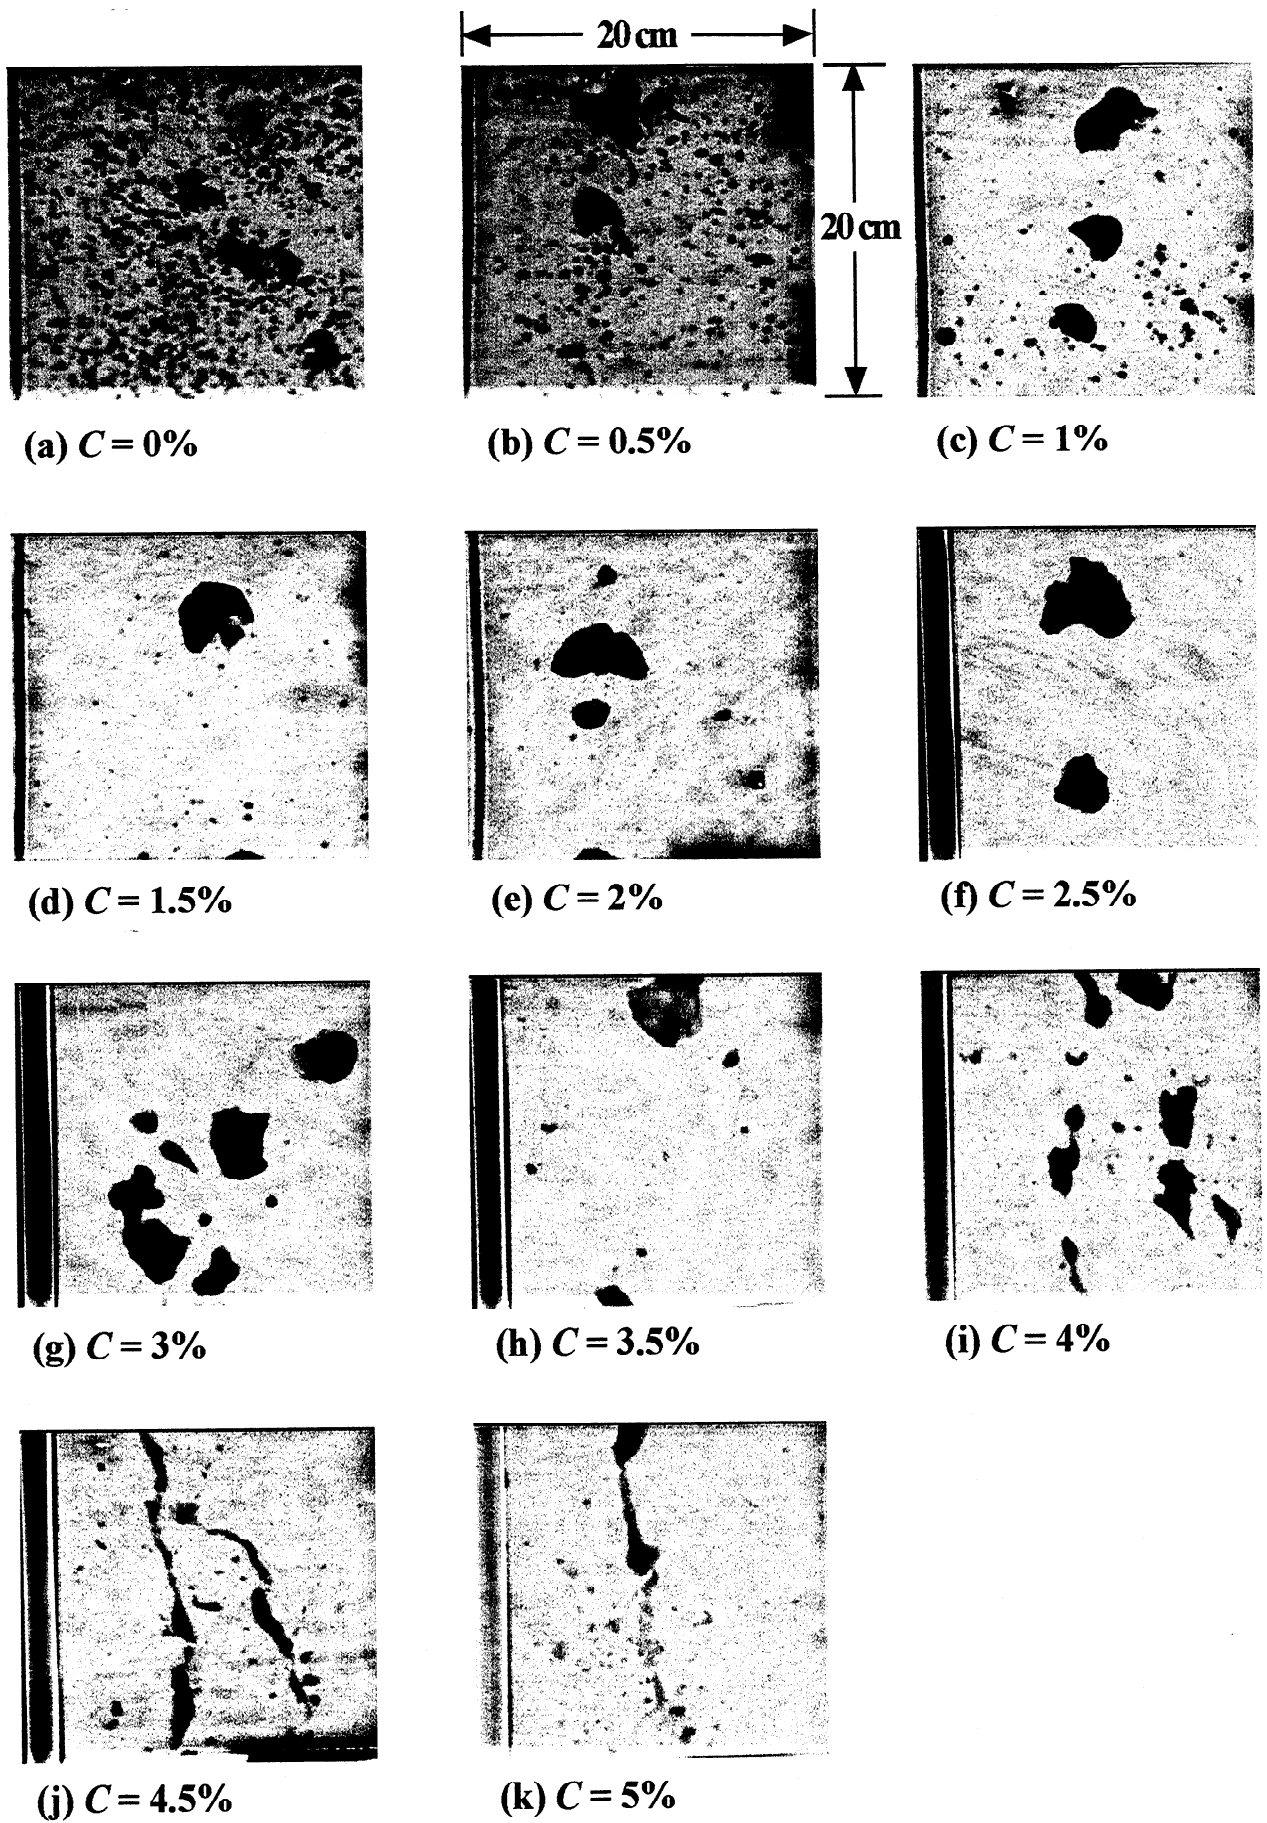 20 cm
20 cm
(a) C = 0%
(b) C = 0.5%
(c) C = 1%
(d) C = 1.5%
(e) C = 2%
(f) C = 2.5%
(g) C = 3%
(h) C = 3.5%
(i) C = 4%
(j) C = 4.5%
(k) C = 5%